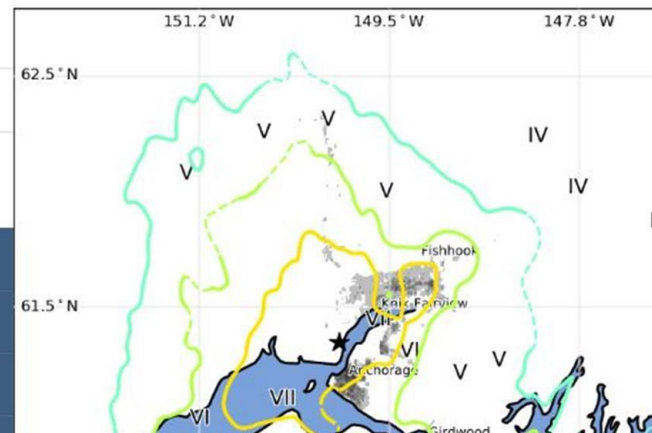 151.2°W 149.5°W 147.8°W
62.5°N
V V IV
V V IV
Fishhook
61.5°N Knik-Fairview
VII
VI V V
Anchorage
VII
VI Girdwood